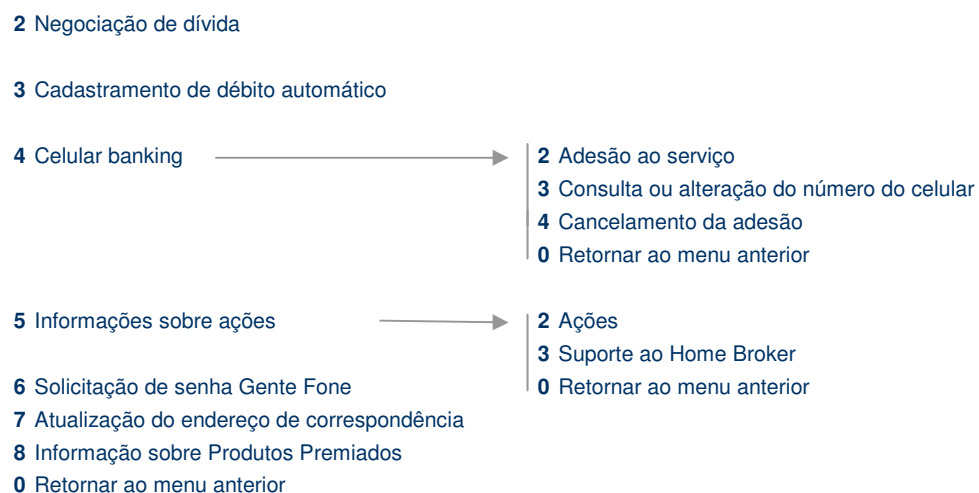 2 Negociação de dívida
3 Cadastramento de débito automático
4 Celular banking
2 Adesão ao serviço
3 Consulta ou alteração do número do celular
4 Cancelamento da adesão
0 Retornar ao menu anterior
5 Informações sobre ações
2 Ações
3 Suporte ao Home Broker
0 Retornar ao menu anterior
6 Solicitação de senha Gente Fone
7 Atualização do endereço de correspondência
8 Informação sobre Produtos Premiados
0 Retornar ao menu anterior